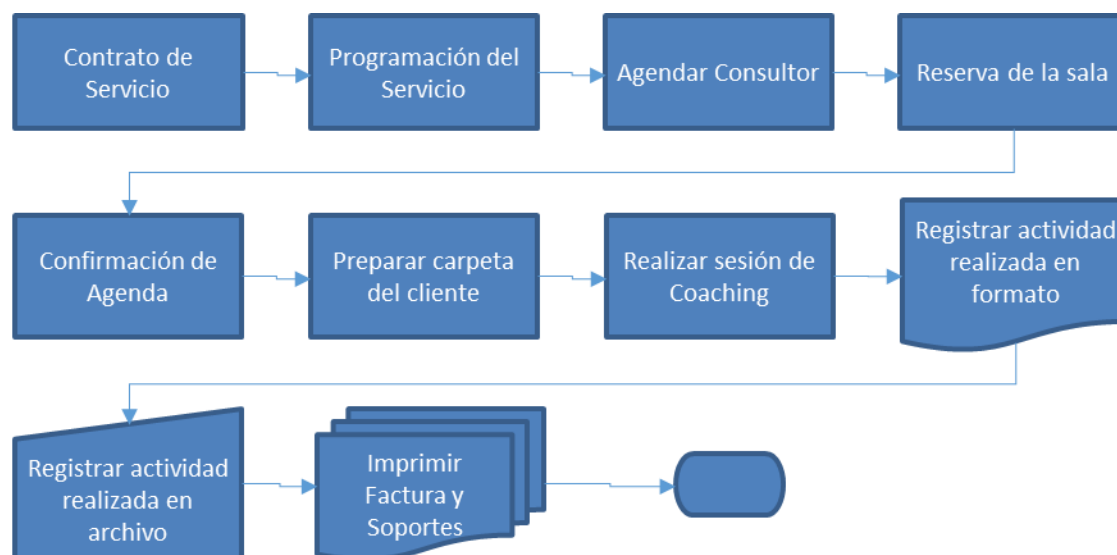 Contrato de
Servicio
Programación del
Servicio
Agendar Consultor
Reserva de la sala
Confirmación de
Agenda
Preparar carpeta
del cliente
Realizar sesión de
Coaching
Registrar actividad
realizada en
formato
Registrar actividad
realizada en
archivo
Imprimir
Factura y
Soportes